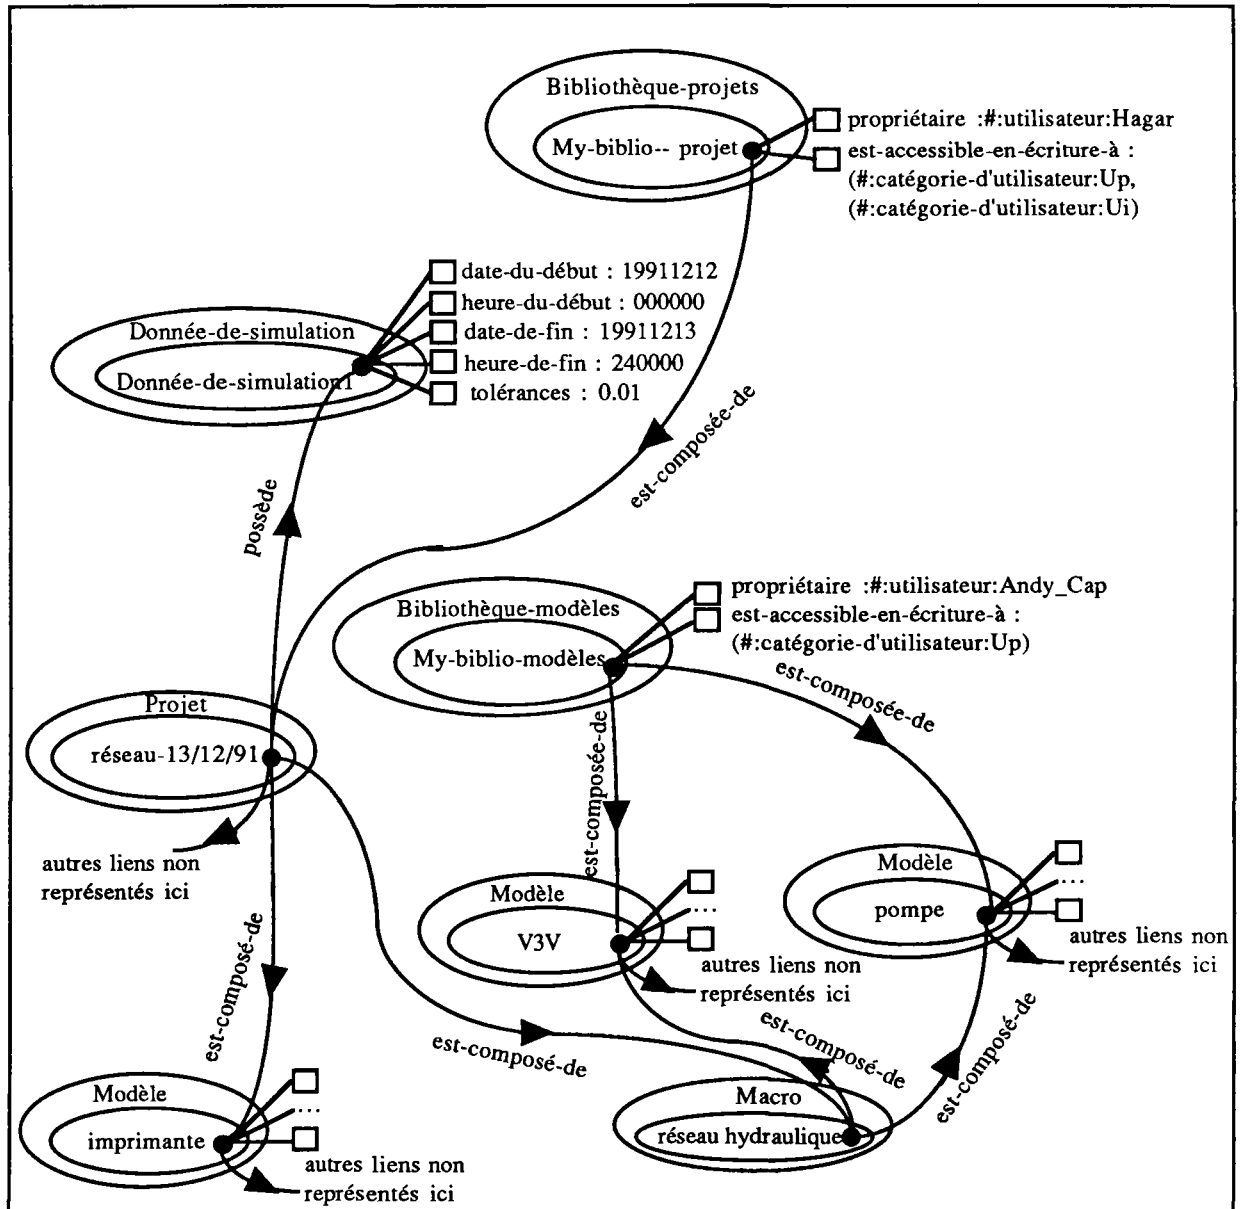 Bibliothèque-projets
My-biblio-- projet
propriétaire :#:utilisateur:Hagar
est-accessible-en-écriture-à :
(#:catégorie-d'utilisateur:Up,
(#:catégorie-d'utilisateur:Ui)
date-du-début : 19911212
heure-du-début : 000000
date-de-fin : 19911213
heure-de-fin : 240000
tolérances : 0.01
Donnée-de-simulation
Donnée-de-simulation1
est-composée-de
possède
propriétaire :#:utilisateur:Andy_Cap
est-accessible-en-écriture-à :
(#:catégorie-d'utilisateur:Up)
Bibliothèque-modèles
My-biblio-modèles
est-composée-de
est-composée-de
Projet
réseau-13/12/91
autres liens non
représentés ici
Modèle
V3V
...
autres liens non
représentés ici
Modèle
pompe
....
autres liens non
représentés ici
est-composé-de
est-composé-de
est-composé-de
est-composé-de
Modèle
imprimante
...
autres liens non
représentés ici
Macro
réseau hydraulique